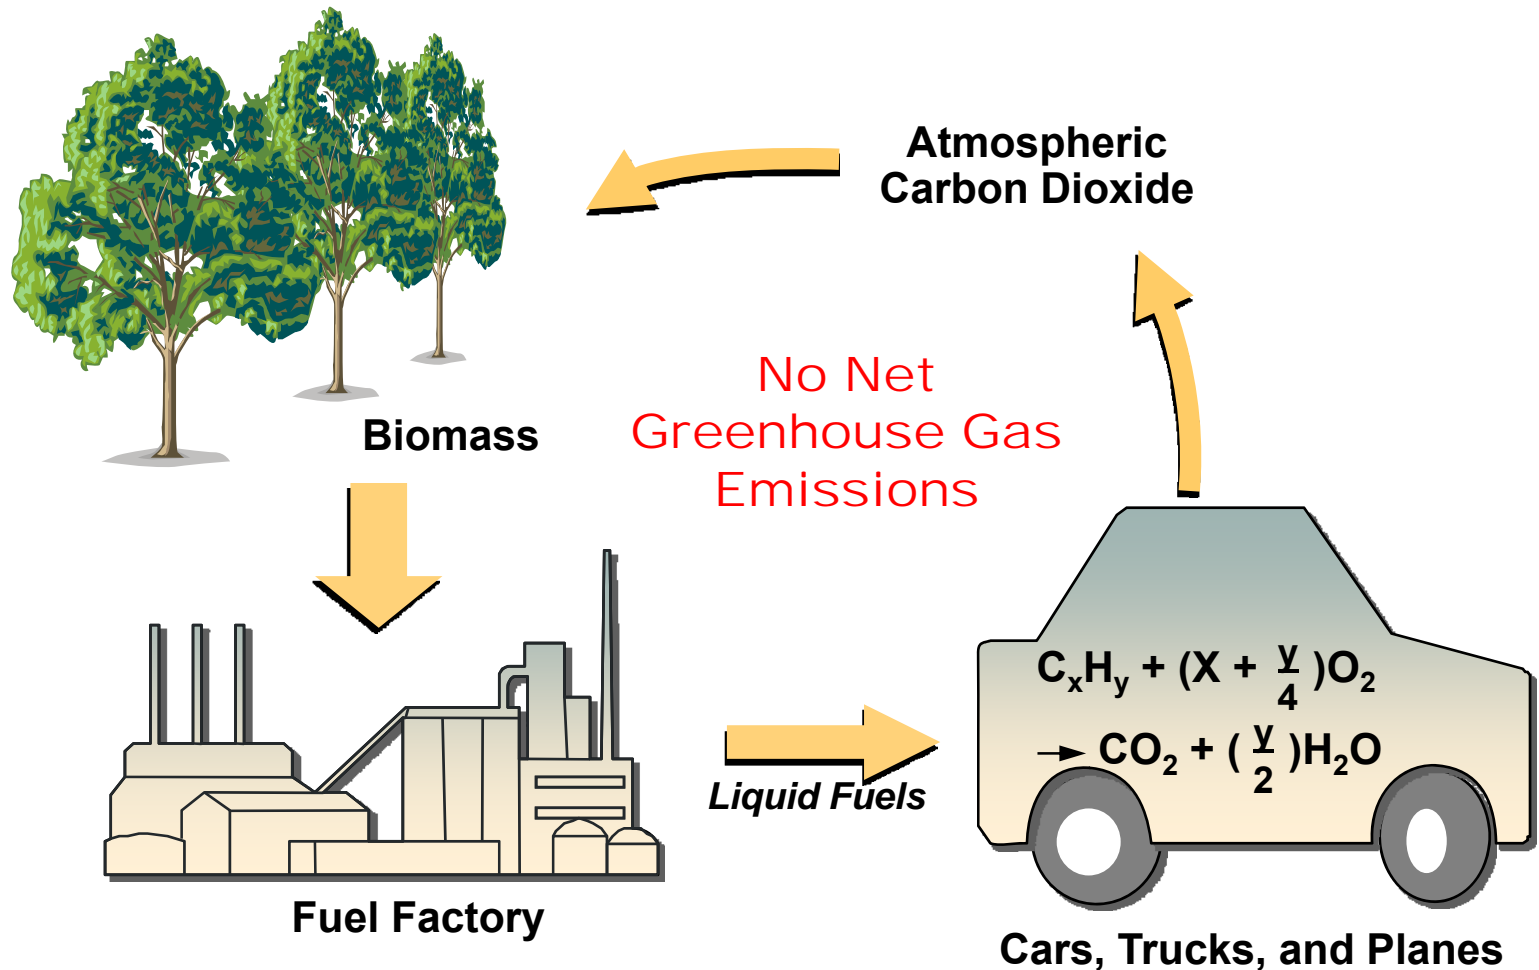 Atmospheric
Carbon Dioxide
No Net
Greenhouse Gas
Emissions
Biomass
Liquid Fuels
Fuel Factory
CₓHy + (X + y/4)O₂
→ CO₂ + (y/2)H₂O
Cars, Trucks, and Planes